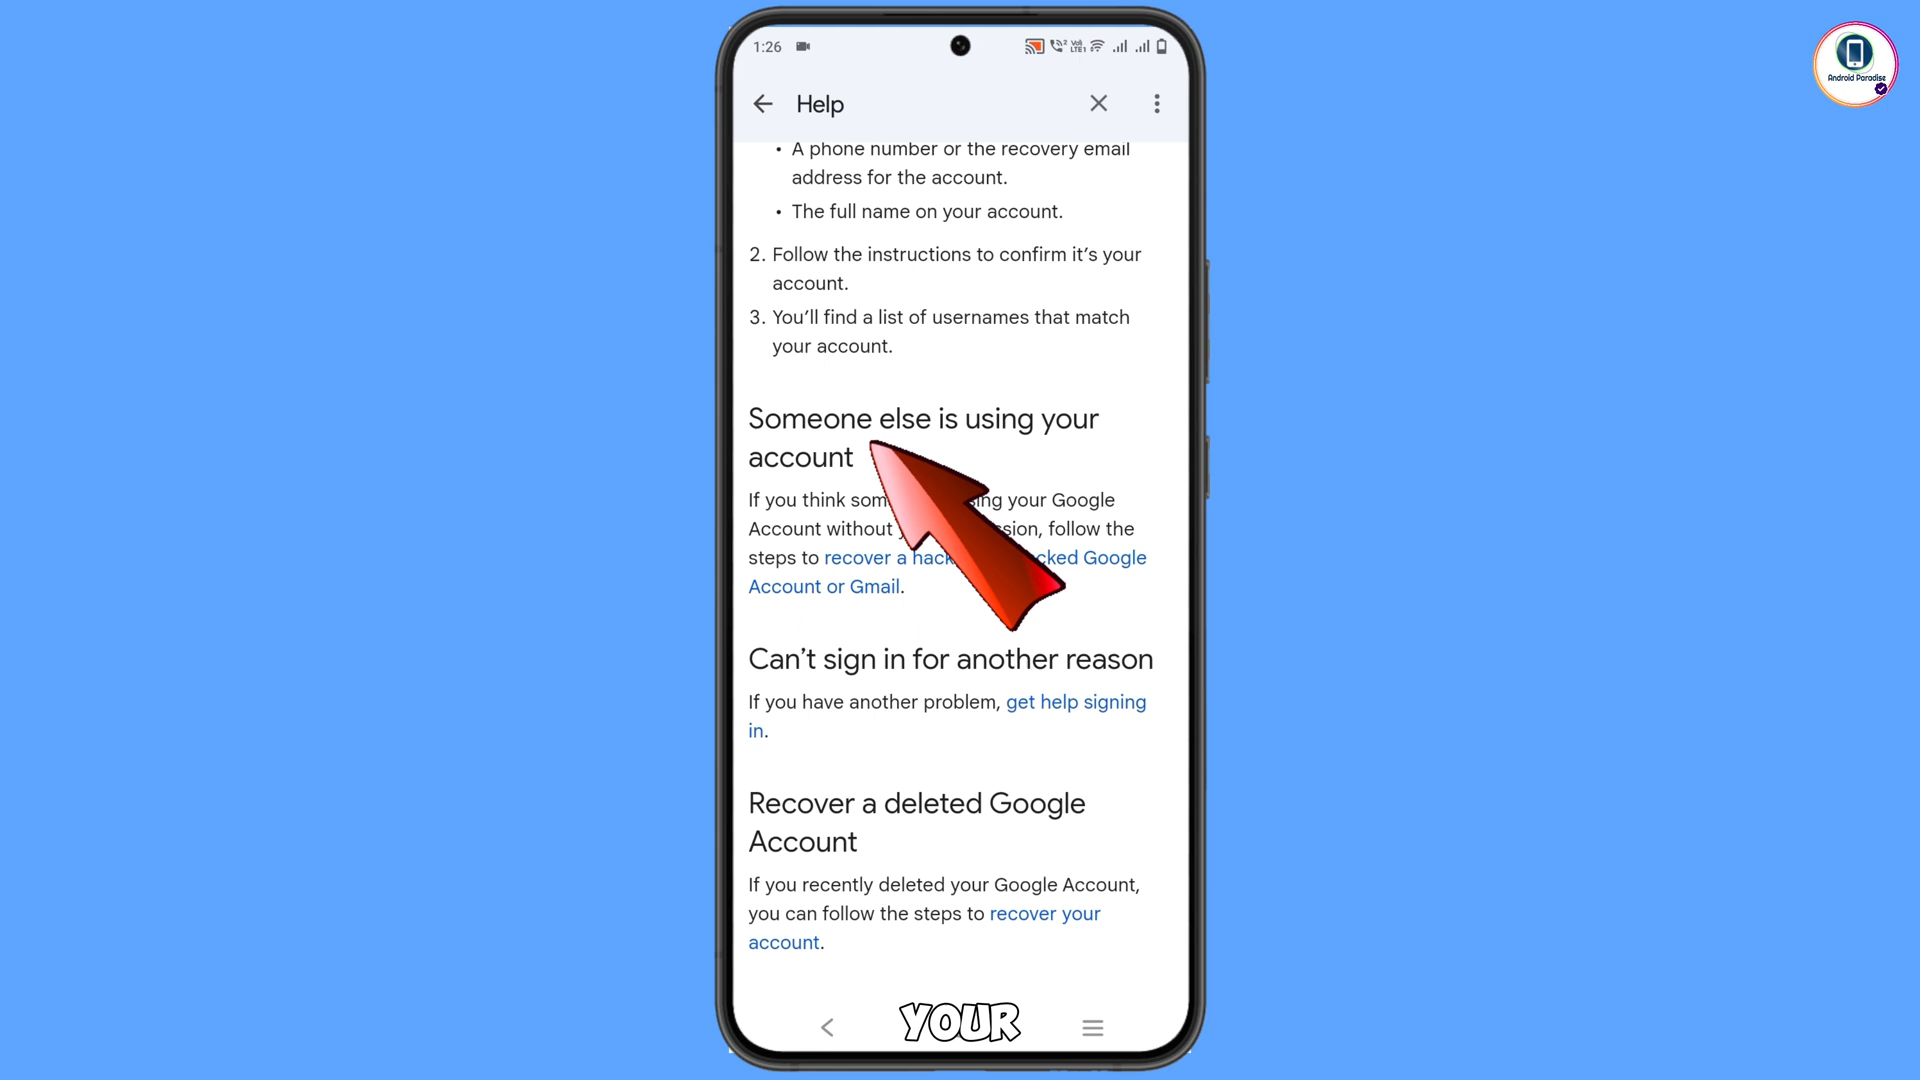 1:26
Vo) LTE1
Android Paradise
Help
• A phone number or the recovery email
address for the account.
• The full name on your account.
2. Follow the instructions to confirm it’s your
account.
3. You’ll find a list of usernames that match
your account.
Someone else is using your
account
If you think your Google
Account without follow the
steps to recover a Google
Account or Gmail.
Can’t sign in for another reason
If you have another problem, get help signing
in.
Recover a deleted Google
Account
If you recently deleted your Google Account,
you can follow the steps to recover your
account.
YOUR